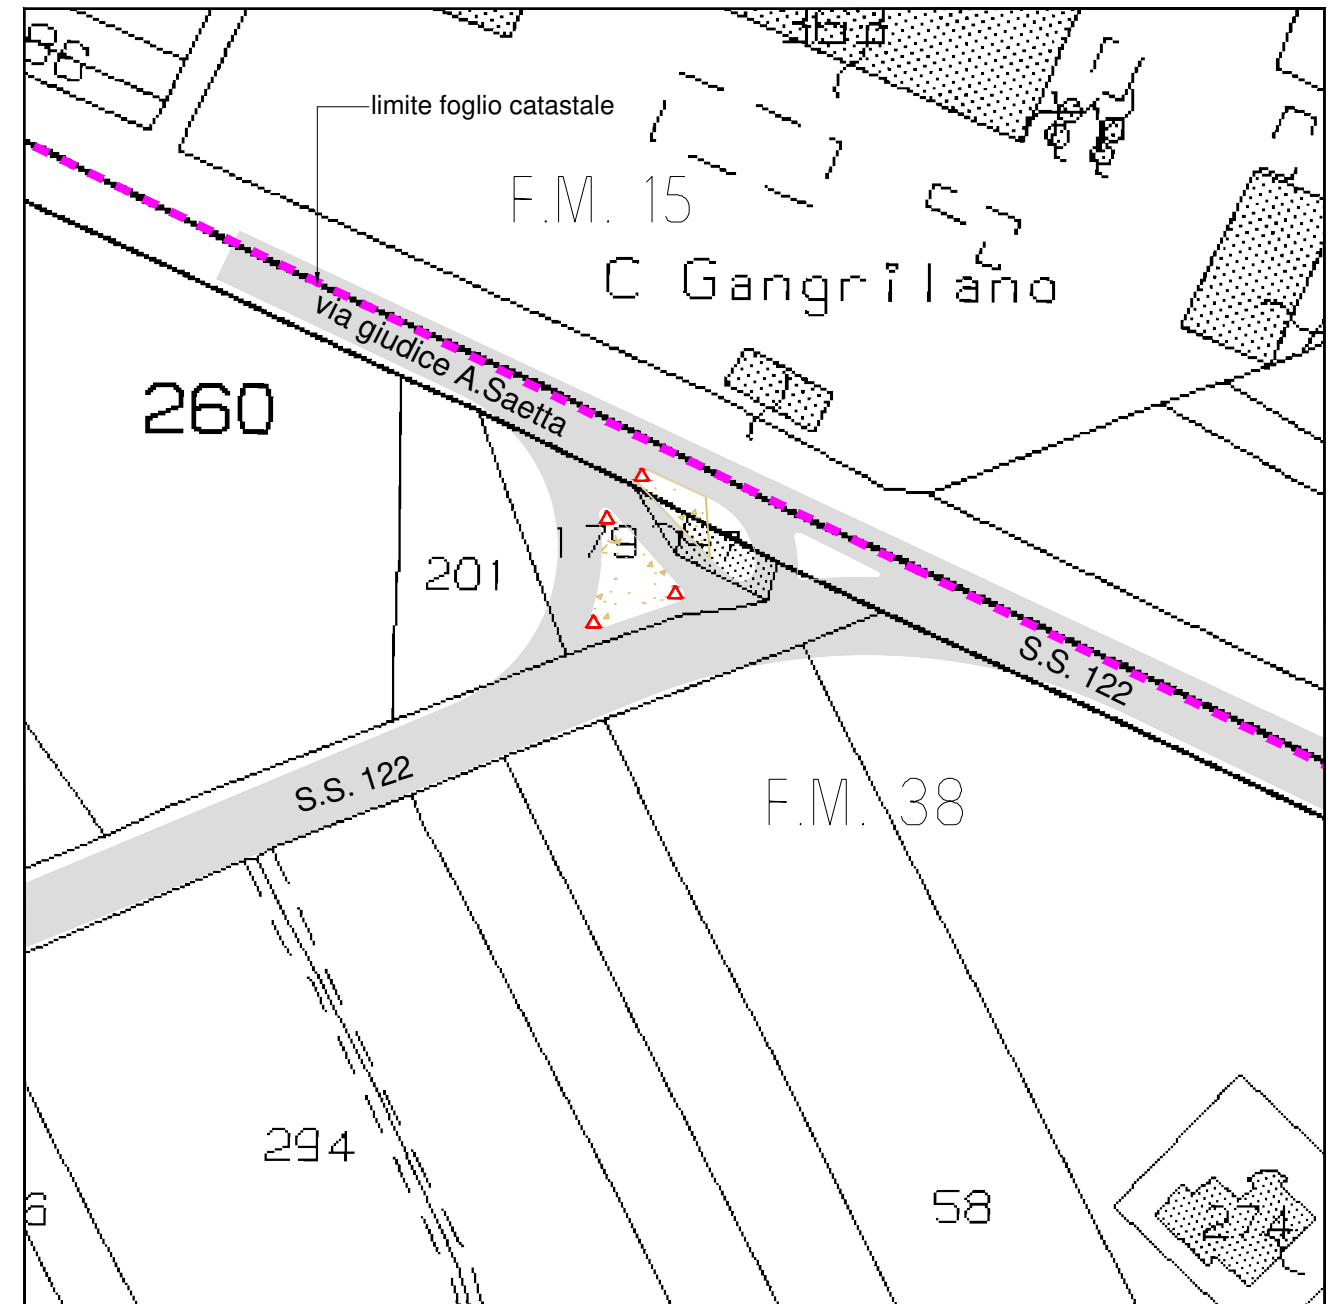 limite foglio catastale
F.M. 15
C Gangrilano
via giudice A.Saetta
260
179
201
S.S. 122
S.S. 122
F.M. 38
294
58
274